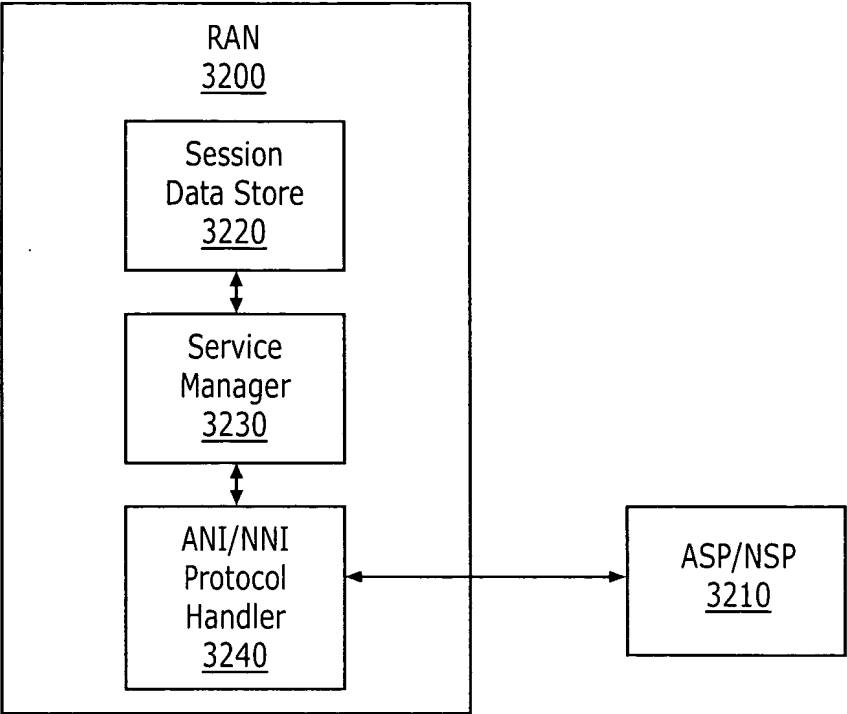 RAN
3200
Session
Data Store
3220
Service
Manager
3230
ANI/NNI
Protocol
Handler
3240
ASP/NSP
3210